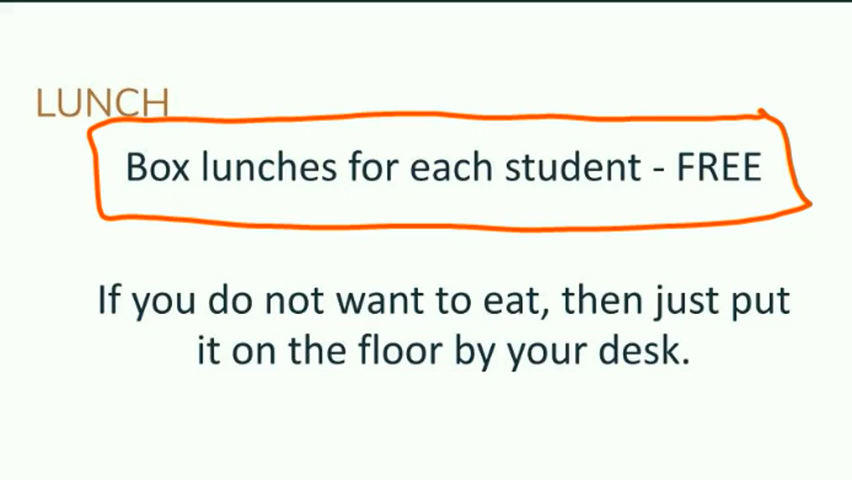 LUNCH
Box lunches for each student - FREE
If you do not want to eat, then just put
it on the floor by your desk.